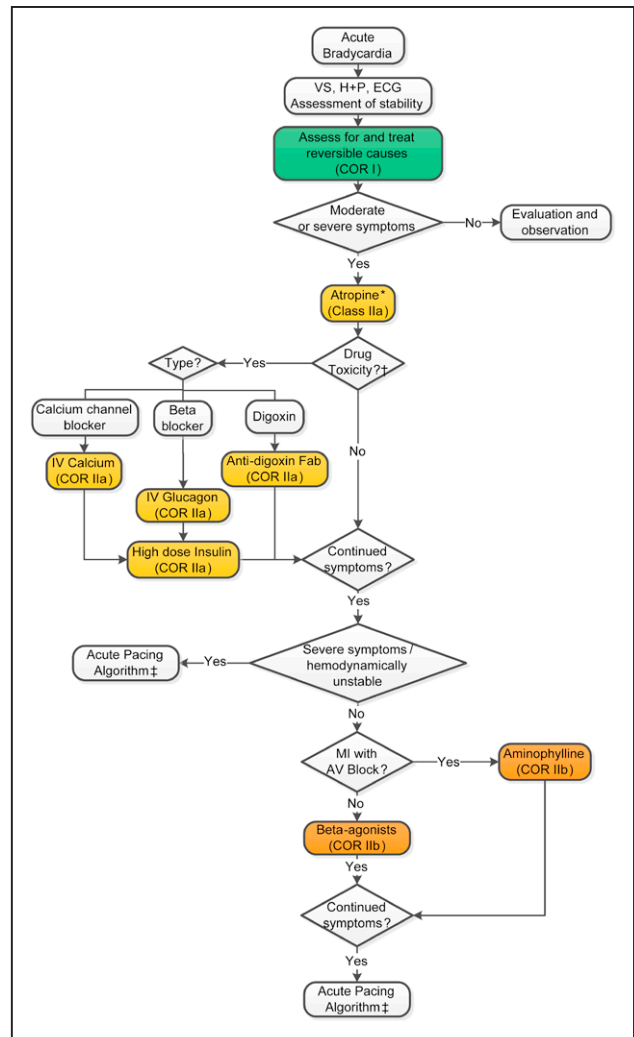 Acute
Bradycardia
VS, H+P, ECG
Assessment of stability
Assess for and treat
reversible causes
(COR I)
Moderate
or severe symptoms
No
Evaluation and
observation
Yes
Atropine*
(Class IIa)
Drug
Toxicity?†
Yes
Type?
Calcium channel
blocker
Beta
blocker
Digoxin
No
IV Calcium
(COR IIa)
Anti-digoxin Fab
(COR IIa)
IV Glucagon
(COR IIa)
High dose Insulin
(COR IIa)
Continued
symptoms?
Yes
Severe symptoms /
hemodynamically
unstable
Yes
Acute Pacing
Algorithm‡
No
MI with
AV Block?
Yes
Aminophylline
(COR IIb)
No
Beta-agonists
(COR IIb)
Yes
Continued
symptoms?
Yes
Acute Pacing
Algorithm‡